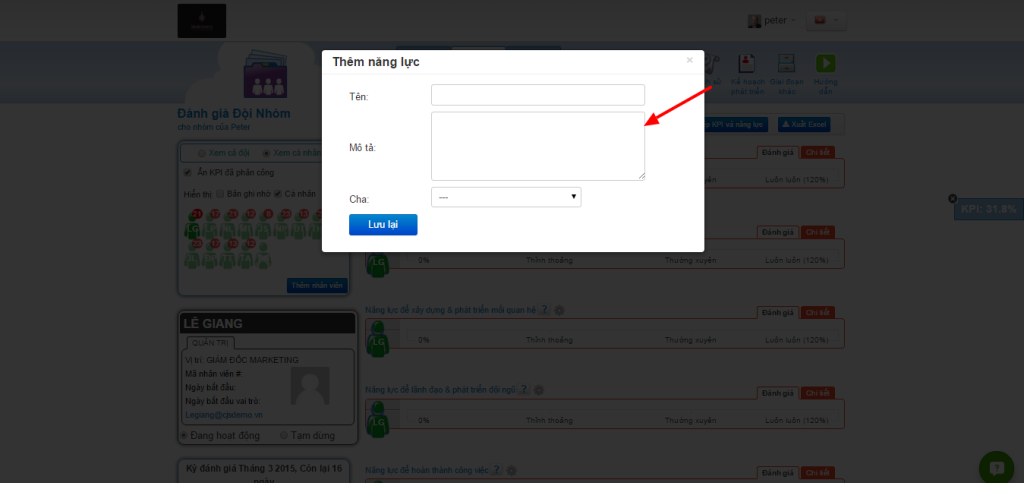 peter
Thêm năng lực
×
Tên:
Mô tả:
Cha:
---
Lưu lại
Kế hoạch phát triển
Giai đoạn khác
Hướng dẫn
Đánh giá Đội Nhóm
cho nhóm của Peter
KPI và năng lực
Xuất Excel
Xem cả đội
Xem cá nhân
Ẩn KPI đã phân công
Hiển thị:
Bản ghi nhớ
Cá nhân
Thêm nhân viên
Đánh giá
Chi tiết
Luôn luôn (120%)
KPI: 31.8%
Đánh giá
Chi tiết
LG
0%
Thỉnh thoảng
Thường xuyên
Luôn luôn (120%)
Năng lực để xây dựng & phát triển mối quan hệ
?
Đánh giá
Chi tiết
LG
0%
Thỉnh thoảng
Thường xuyên
Luôn luôn (120%)
LÊ GIANG
QUẢN TRỊ
Vị trí: GIÁM ĐỐC MARKETING
Mã nhân viên #:
Ngày bắt đầu:
Ngày bắt đầu vai trò:
Đang hoạt động
Tạm dừng
Năng lực để lãnh đạo & phát triển đội ngũ
?
Đánh giá
Chi tiết
LG
0%
Thỉnh thoảng
Thường xuyên
Luôn luôn (120%)
Kỳ đánh giá Tháng 3 2015, Còn lại 16
ngày
Năng lực để hoàn thành công việc
?
Đánh giá
Chi tiết